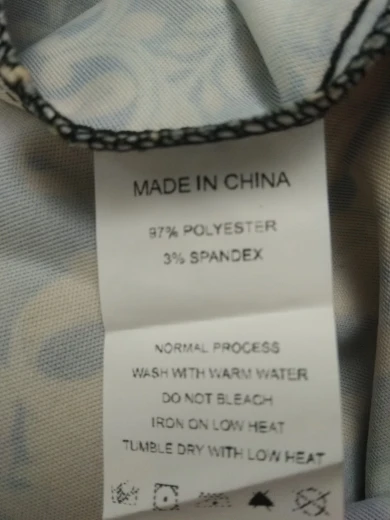 MADE IN CHINA
97% POLYESTER
3% SPANDEX
NORMAL PROCESS
WASH WITH WARM WATER
DO NOT BLEACH
IRON ON LOW HEAT
TUMBLE DRY WITH LOW HEAT